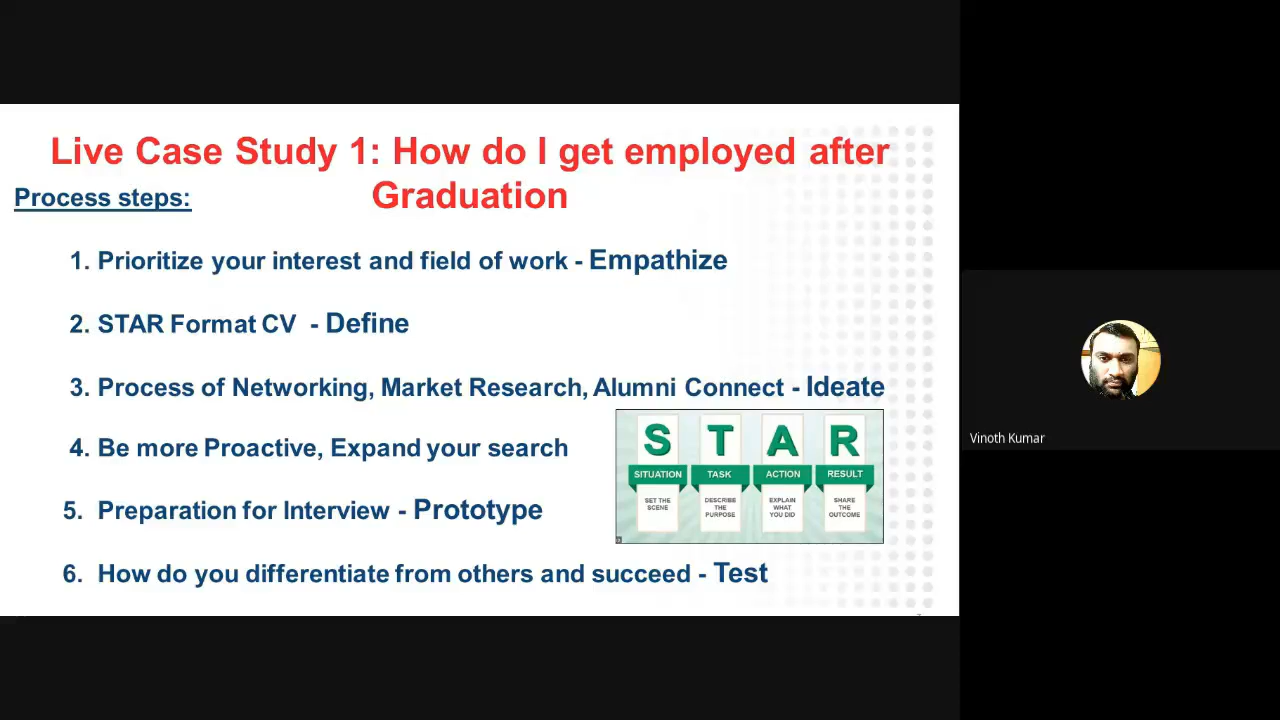 Live Case Study 1: How do I get employed after
Graduation
Process steps:
1. Prioritize your interest and field of work - Empathize
2. STAR Format CV - Define
3. Process of Networking, Market Research, Alumni Connect - Ideate
4. Be more Proactive, Expand your search
5. Preparation for Interview - Prototype
6. How do you differentiate from others and succeed - Test
S T A R
SITUATION TASK ACTION RESULT
SET THE DESCRIBE EXPLAIN SHARE
SCENE THE WHAT THE
PURPOSE YOU DID OUTCOME
Vinoth Kumar